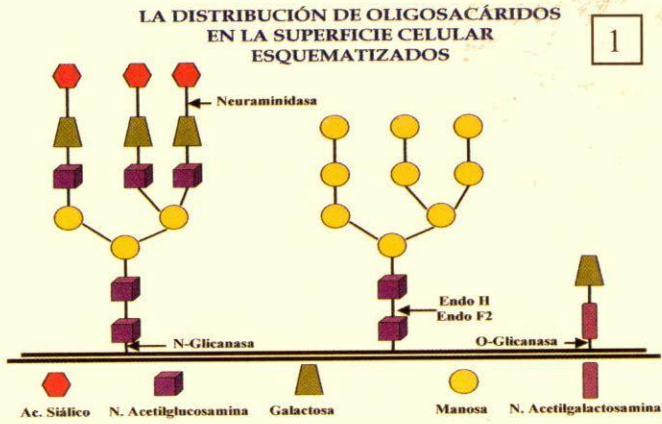 LA DISTRIBUCIÓN DE OLIGOSACÁRIDOS
EN LA SUPERFICIE CELULAR
ESQUEMATIZADOS
1
Neuraminidasa
Endo H
Endo F2
N-Glicanasa
O-Glicanasa
Ac. Siálico
N. Acetilglucosamina
Galactosa
Manosa
N. Acetilgalactosamina